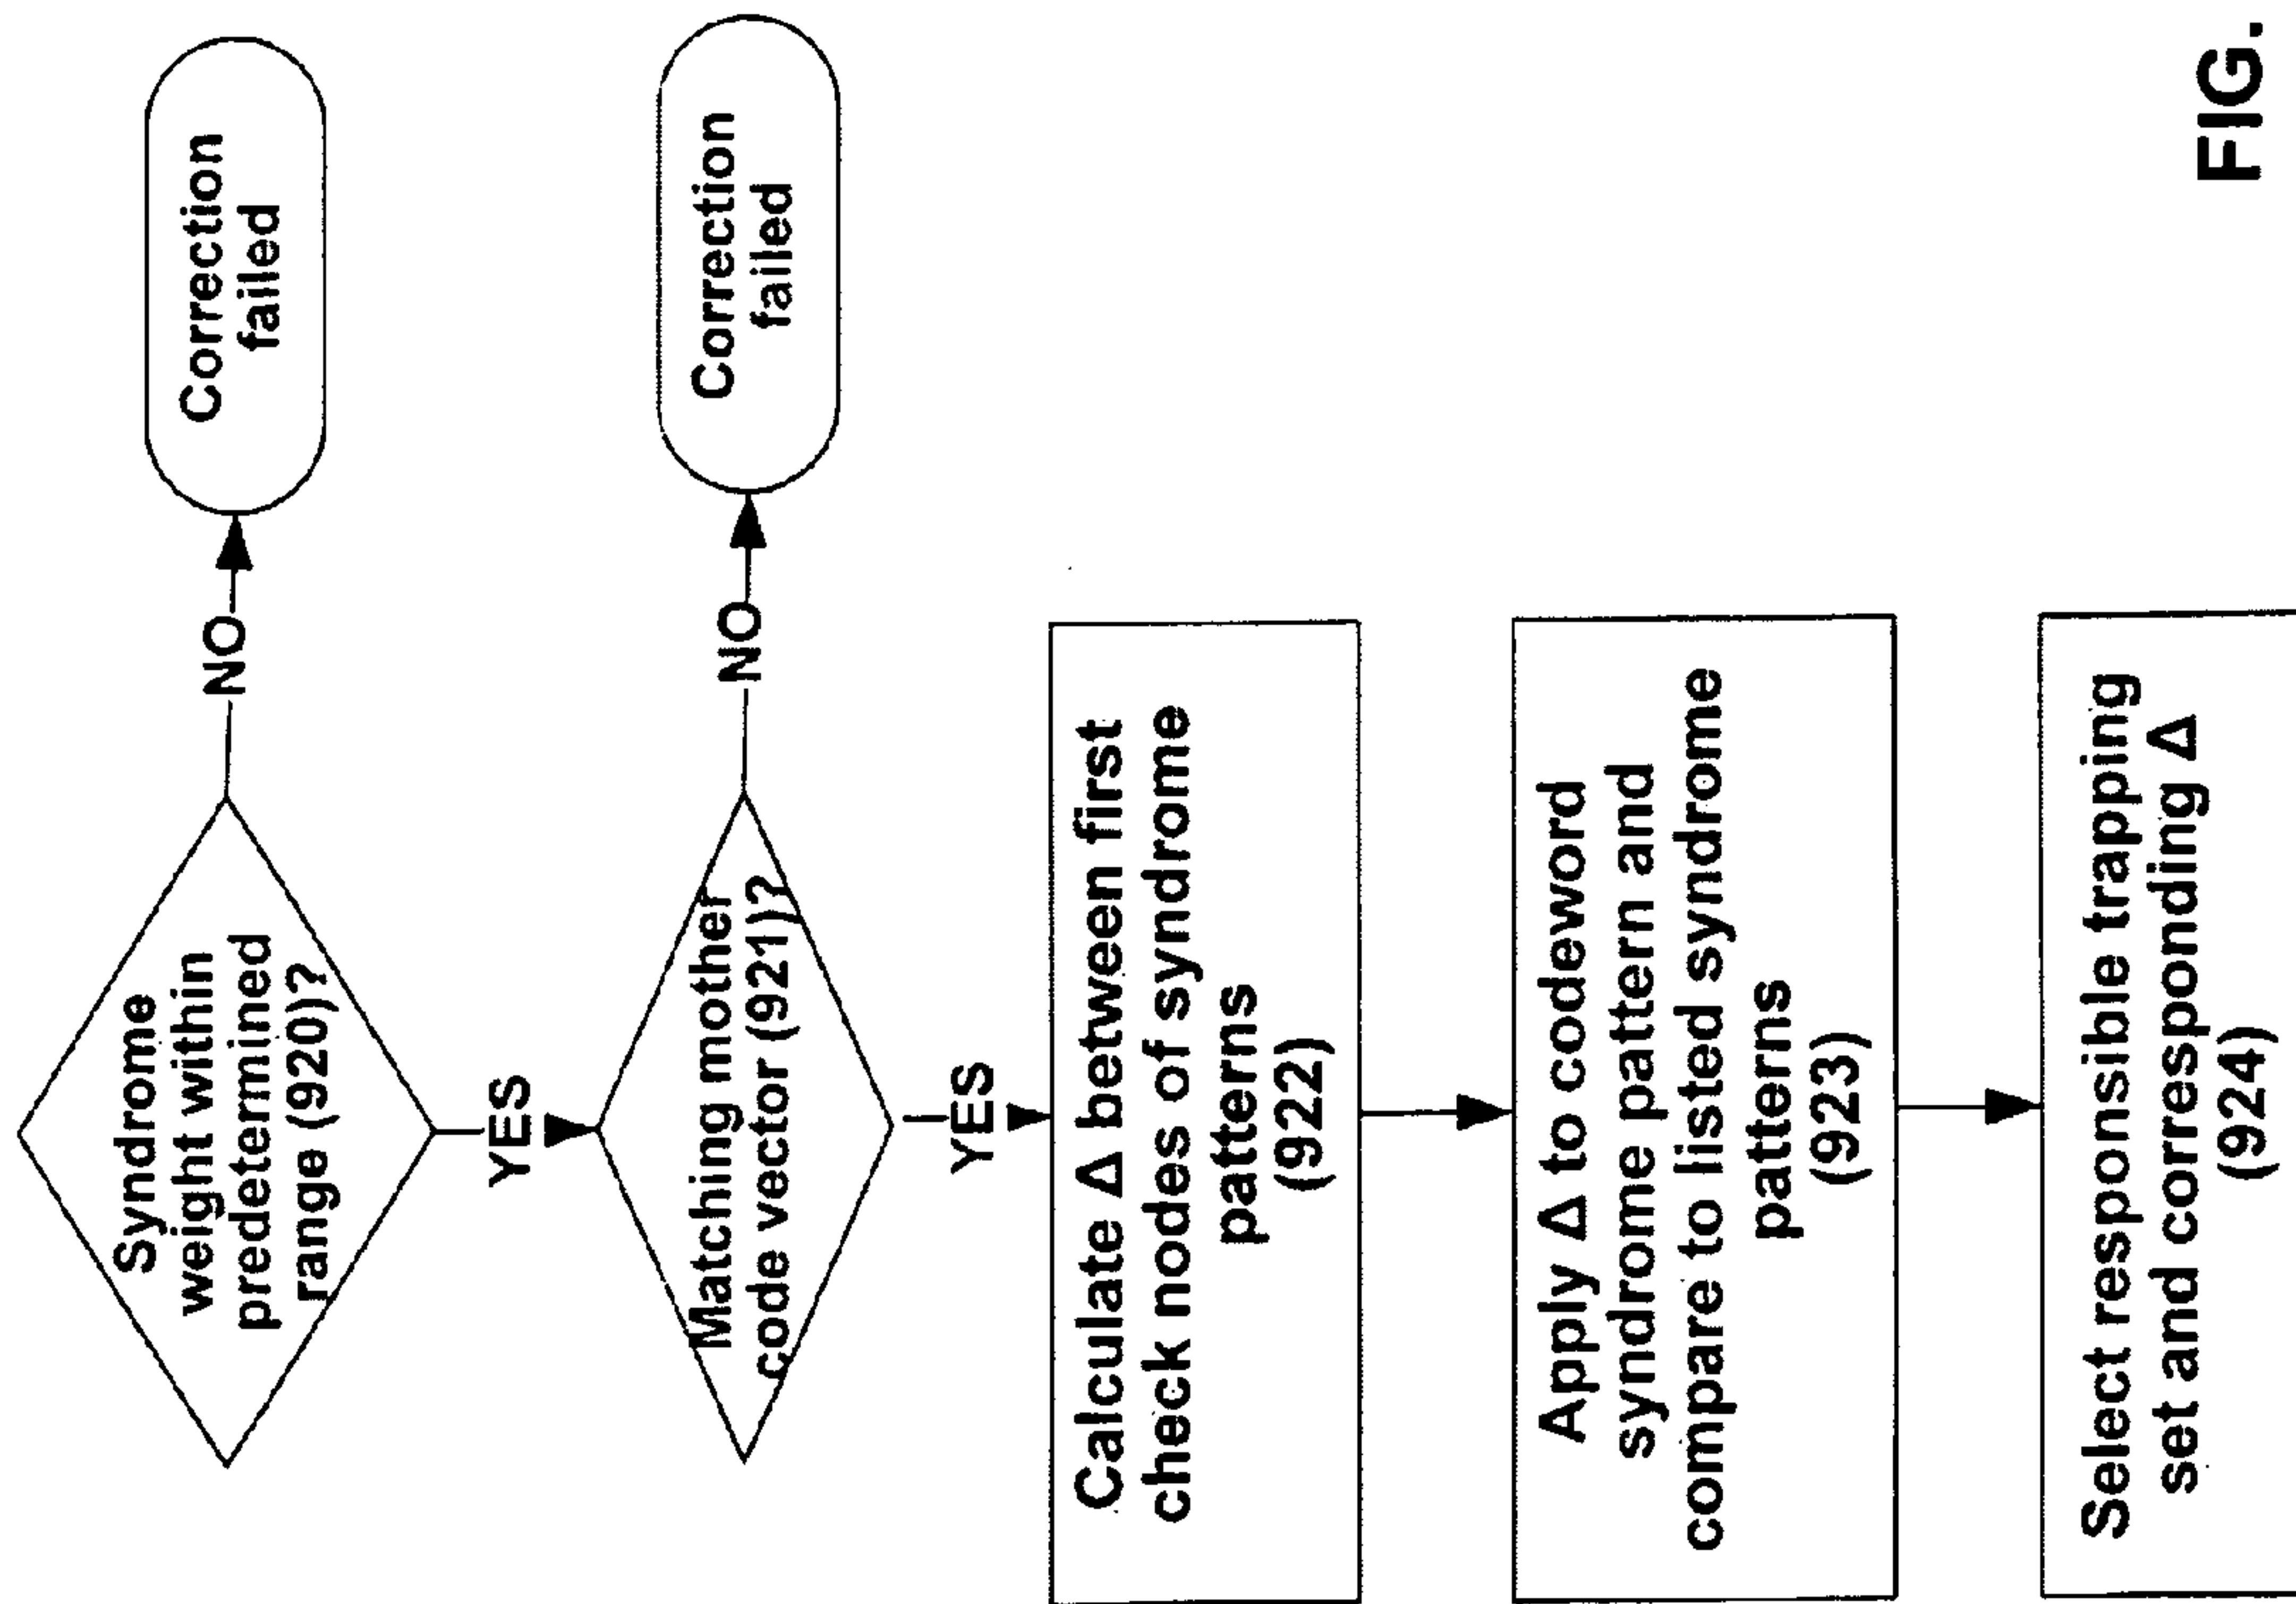 Syndrome
weight within
predetermined
range (920)?
NO
Correction
failed
YES
Matching mother
code vector (921)?
NO
Correction
failed
YES
Calculate Δ between first
check nodes of syndrome
patterns
(922)
Apply Δ to codeword
syndrome pattern and
compare to listed syndrome
patterns
(923)
Select responsible trapping
set and corresponding Δ
(924)
FIG.